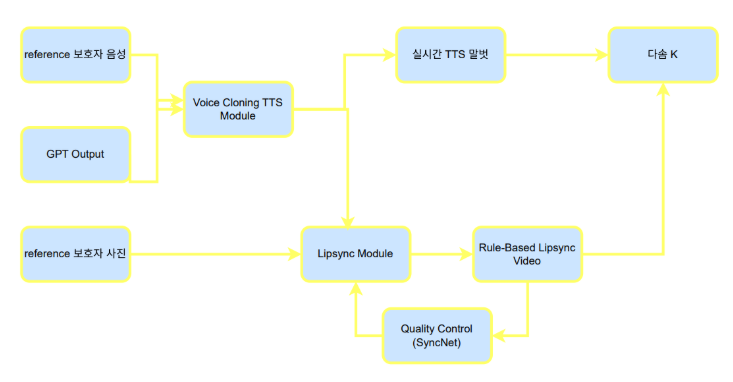 reference 보호자 음성
실시간 TTS 말벗
다솜 K
Voice Cloning TTS
Module
GPT Output
reference 보호자 사진
Lipsync Module
Rule-Based Lipsync
Video
Quality Control
(SyncNet)